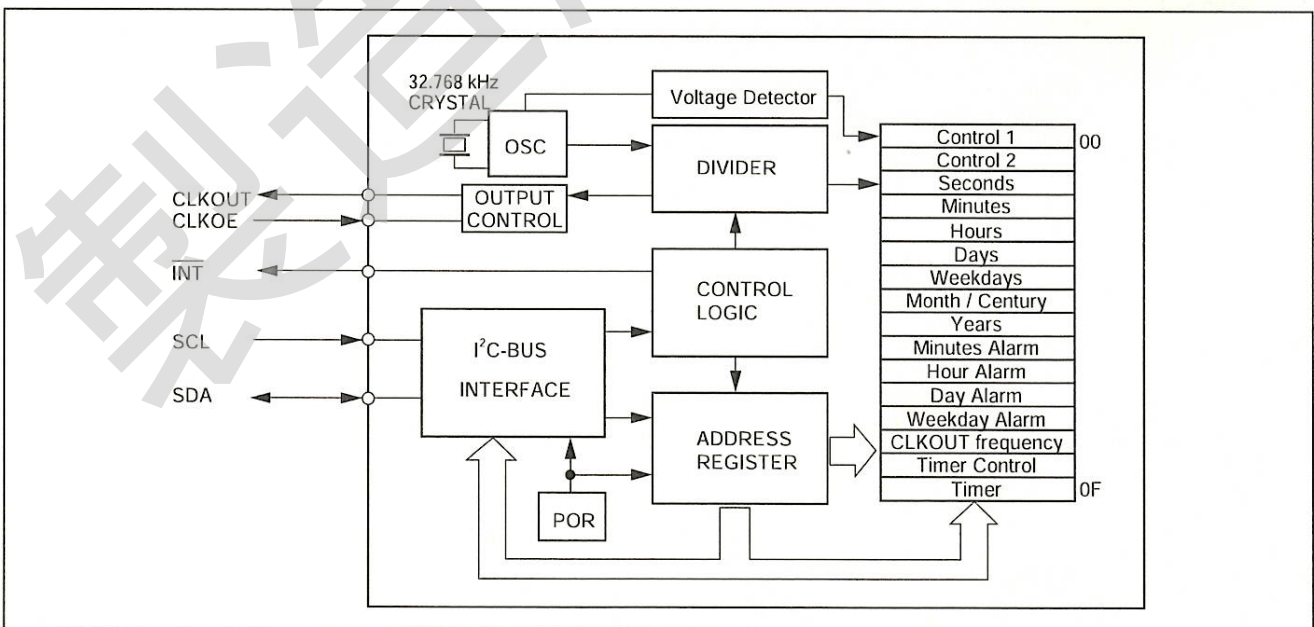 製造
32.768 kHz
CRYSTAL
OSC
Voltage Detector
DIVIDER
OUTPUT
CONTROL
CLKOUT
CLKOE
INT
CONTROL
LOGIC
SCL
SDA
I²C-BUS
INTERFACE
ADDRESS
REGISTER
POR
Control 1
00
Control 2
Seconds
Minutes
Hours
Days
Weekdays
Month / Century
Years
Minutes Alarm
Hour Alarm
Day Alarm
Weekday Alarm
CLKOUT frequency
Timer Control
Timer
0F